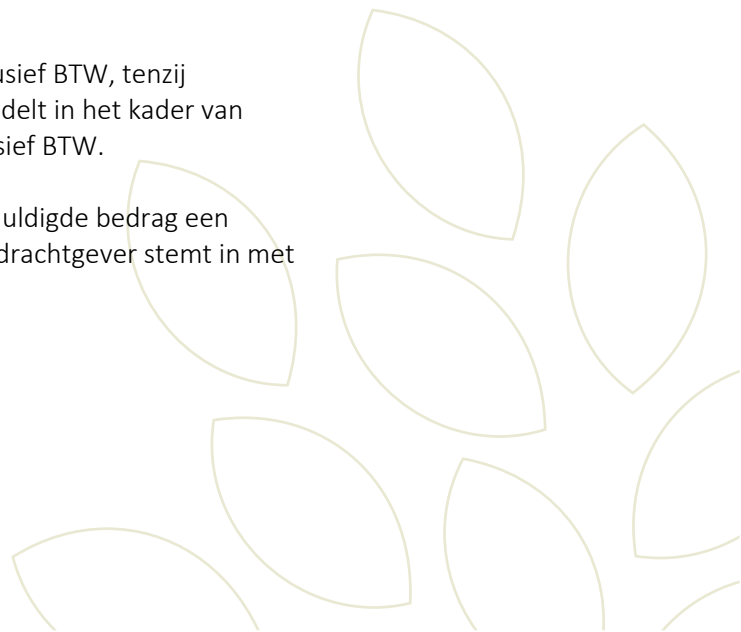 usief BTW, tenzij
delt in het kader van
sief BTW.
uldigde bedrag een
drachtgever stemt in met